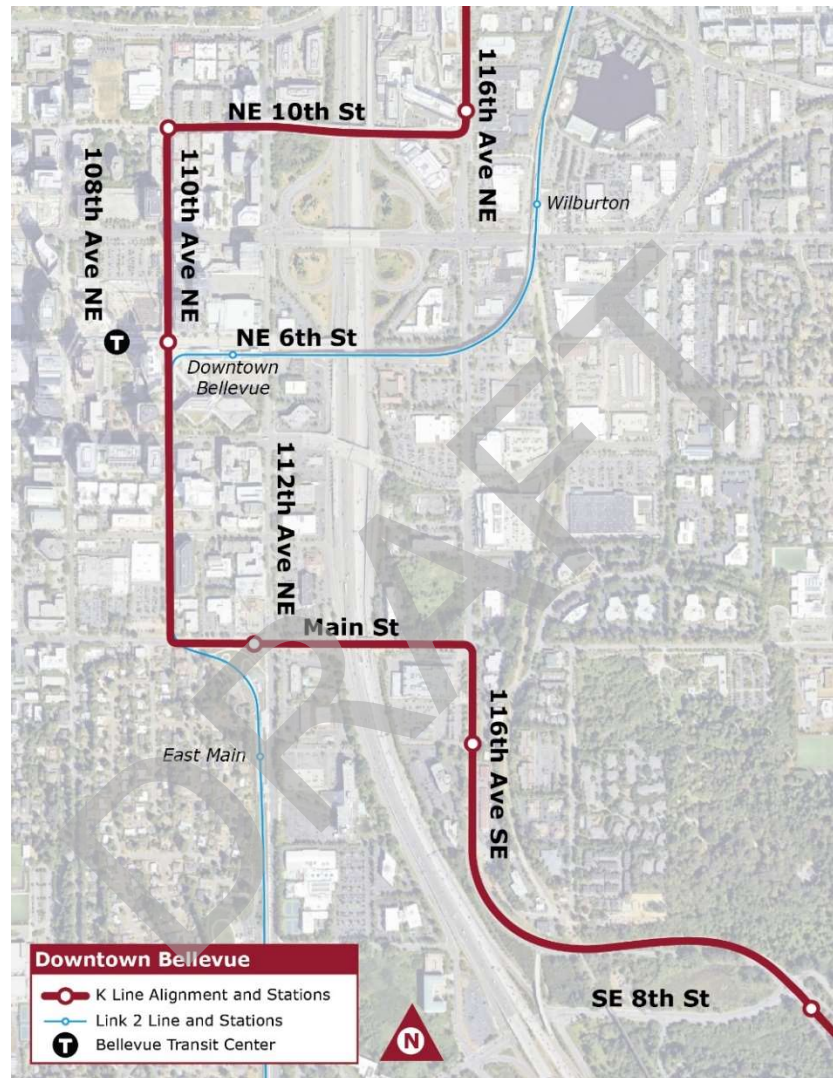 116th Ave NE
NE 10th St
108th Ave NE
110th Ave NE
Wilburton
T
NE 6th St
Downtown
Bellevue
112th Ave NE
Main St
116th Ave SE
East Main
DRAFT
SE 8th St
Downtown Bellevue
K Line Alignment and Stations
Link 2 Line and Stations
T Bellevue Transit Center
N